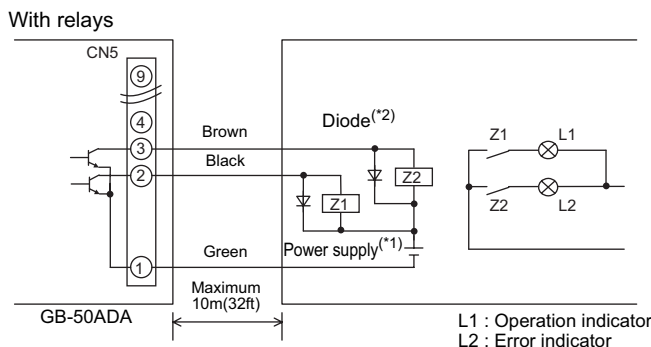 With relays
CN5
9
4
3
2
1
Brown
Black
Green
Diode(*2)
Z2
Z1
Power supply(*1)
Z1 L1
Z2 L2
GB-50ADA
Maximum
10m(32ft)
L1 : Operation indicator
L2 : Error indicator